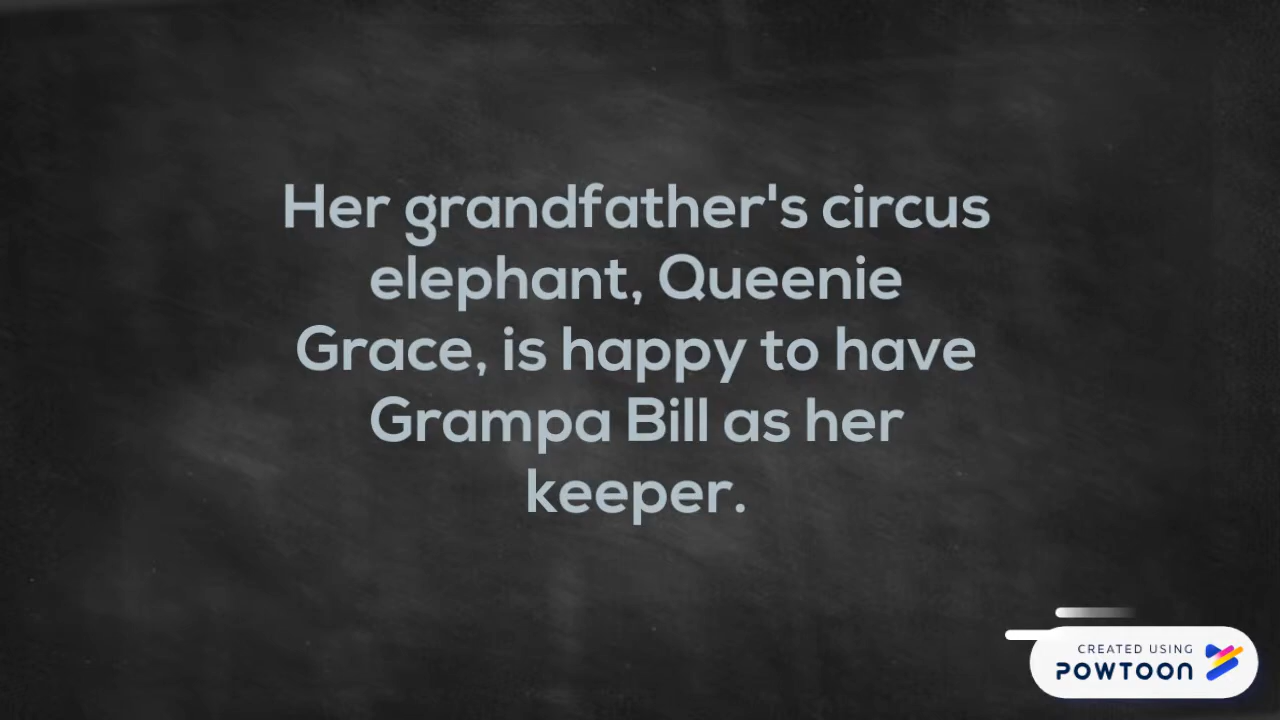 Her grandfather's circus
elephant, Queenie
Grace, is happy to have
Grampa Bill as her
keeper.
CREATED USING
POWTOON